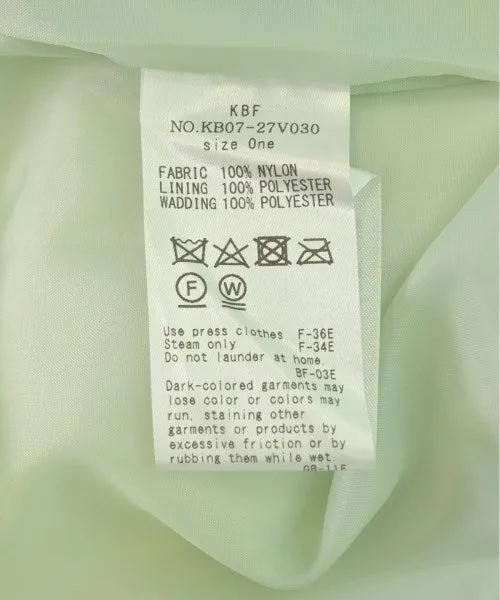 KBF
NO.KB07-27V030
size One
FABRIC 100% NYLON
LINING 100% POLYESTER
WADDING 100% POLYESTER
F W
Use press clothes F-36E
Steam only F-34E
Do not launder at home.
BF-03E
Dark-colored garments may
lose color or colors may
run, staining other
garments or products by
excessive friction or by
rubbing them while wet.
GB-11E